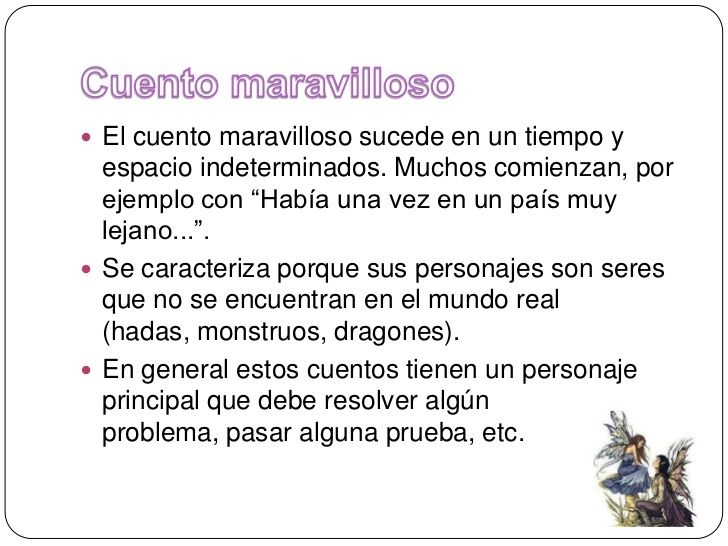 Cuento maravilloso
• El cuento maravilloso sucede en un tiempo y
espacio indeterminados. Muchos comienzan, por
ejemplo con “Había una vez en un país muy
lejano...”.
• Se caracteriza porque sus personajes son seres
que no se encuentran en el mundo real
(hadas, monstruos, dragones).
• En general estos cuentos tienen un personaje
principal que debe resolver algún
problema, pasar alguna prueba, etc.